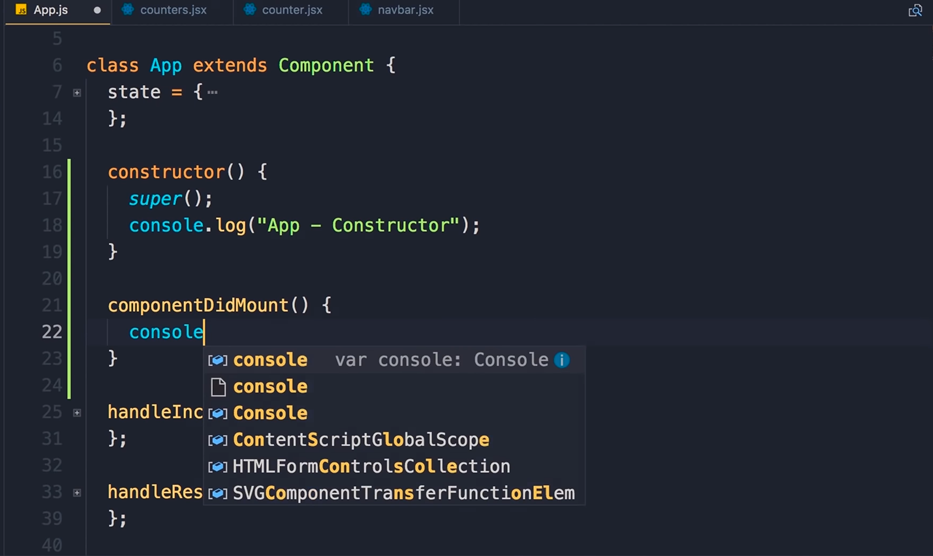 JS App.js ● counters.jsx counter.jsx navbar.jsx
5
6 class App extends Component {
7 state = { ⋯
14 };
15
16 constructor() {
17 super();
18 console.log("App – Constructor");
19 }
20
21 componentDidMount() {
22 console
console var console: Console i
23 }
console
24
Console
25 handleInc
ContentScriptGlobalScope
31 };
HTMLFormControlsCollection
32
33 handleRes
SVGComponentTransferFunctionElem
39 };
40